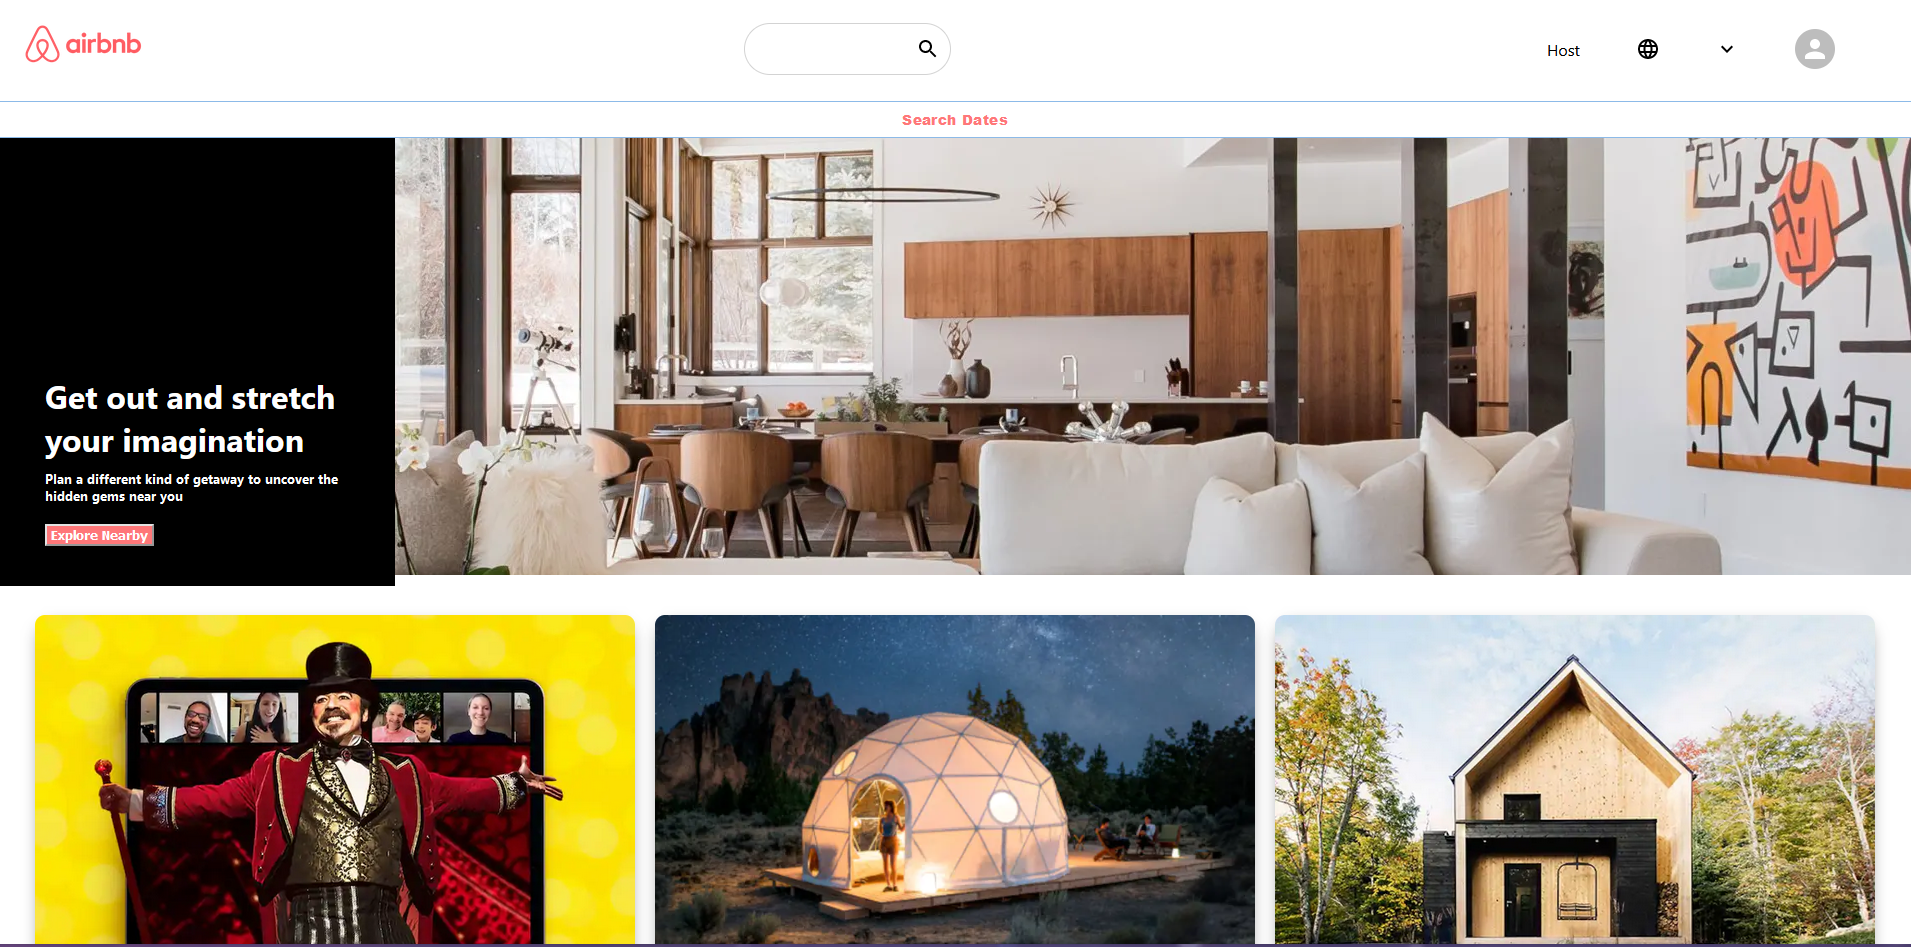 airbnb
Host
Search Dates
Get out and stretch
your imagination
Plan a different kind of getaway to uncover the
hidden gems near you
Explore Nearby